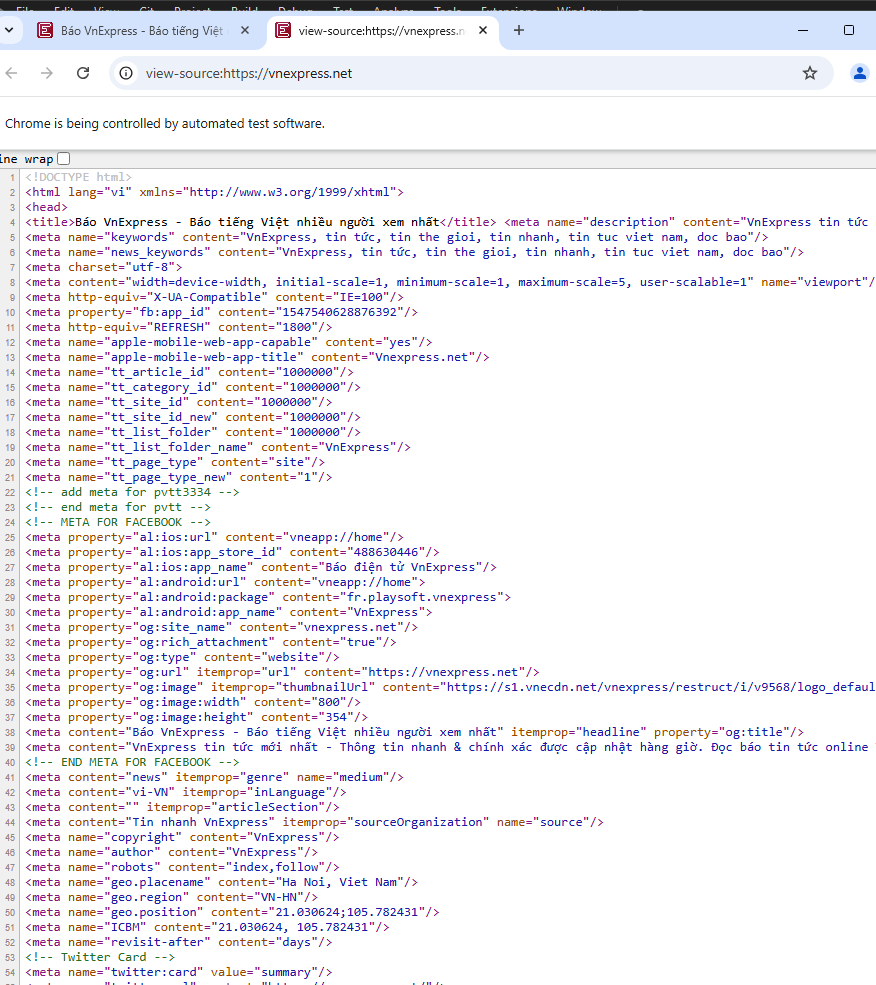 File Edit View Git Project Build Debug Test Analyze Tools Extensions Window
Báo VnExpress - Báo tiếng Việt
view-source:https://vnexpress.n
view-source:https://vnexpress.net
Chrome is being controlled by automated test software.
ine wrap
1 <!DOCTYPE html>
2 <html lang="vi" xmlns="http://www.w3.org/1999/xhtml">
3 <head>
4 <title>Báo VnExpress - Báo tiếng Việt nhiều người xem nhất</title> <meta name="description" content="VnExpress tin tức
5 <meta name="keywords" content="VnExpress, tin tức, tin the gioi, tin nhanh, tin tuc viet nam, doc bao"/>
6 <meta name="news_keywords" content="VnExpress, tin tức, tin the gioi, tin nhanh, tin tuc viet nam, doc bao"/>
7 <meta charset="utf-8">
8 <meta content="width=device-width, initial-scale=1, minimum-scale=1, maximum-scale=5, user-scalable=1" name="viewport"/
9 <meta http-equiv="X-UA-Compatible" content="IE=100"/>
10 <meta property="fb:app_id" content="1547540628876392"/>
11 <meta http-equiv="REFRESH" content="1800"/>
12 <meta name="apple-mobile-web-app-capable" content="yes"/>
13 <meta name="apple-mobile-web-app-title" content="Vnexpress.net"/>
14 <meta name="tt_article_id" content="1000000"/>
15 <meta name="tt_category_id" content="1000000"/>
16 <meta name="tt_site_id" content="1000000"/>
17 <meta name="tt_site_id_new" content="1000000"/>
18 <meta name="tt_list_folder" content="1000000"/>
19 <meta name="tt_list_folder_name" content="VnExpress"/>
20 <meta name="tt_page_type" content="site"/>
21 <meta name="tt_page_type_new" content="1"/>
22 <!-- add meta for pvtt3334 -->
23 <!-- end meta for pvtt -->
24 <!-- META FOR FACEBOOK -->
25 <meta property="al:ios:url" content="vneapp://home"/>
26 <meta property="al:ios:app_store_id" content="488630446"/>
27 <meta property="al:ios:app_name" content="Báo điện tử VnExpress"/>
28 <meta property="al:android:url" content="vneapp://home">
29 <meta property="al:android:package" content="fr.playsoft.vnexpress">
30 <meta property="al:android:app_name" content="VnExpress">
31 <meta property="og:site_name" content="vnexpress.net"/>
32 <meta property="og:rich_attachment" content="true"/>
33 <meta property="og:type" content="website"/>
34 <meta property="og:url" itemprop="url" content="https://vnexpress.net"/>
35 <meta property="og:image" itemprop="thumbnailUrl" content="https://s1.vnecdn.net/vnexpress/restruct/i/v9568/logo_defaul
36 <meta property="og:image:width" content="800"/>
37 <meta property="og:image:height" content="354"/>
38 <meta content="Báo VnExpress - Báo tiếng Việt nhiều người xem nhất" itemprop="headline" property="og:title"/>
39 <meta content="VnExpress tin tức mới nhất - Thông tin nhanh & chính xác được cập nhật hàng giờ. Đọc báo tin tức online
40 <!-- END META FOR FACEBOOK -->
41 <meta content="news" itemprop="genre" name="medium"/>
42 <meta content="vi-VN" itemprop="inLanguage"/>
43 <meta content="" itemprop="articleSection"/>
44 <meta content="Tin nhanh VnExpress" itemprop="sourceOrganization" name="source"/>
45 <meta name="copyright" content="VnExpress"/>
46 <meta name="author" content="VnExpress"/>
47 <meta name="robots" content="index,follow"/>
48 <meta name="geo.placename" content="Ha Noi, Viet Nam"/>
49 <meta name="geo.region" content="VN-HN"/>
50 <meta name="geo.position" content="21.030624;105.782431"/>
51 <meta name="ICBM" content="21.030624, 105.782431"/>
52 <meta name="revisit-after" content="days"/>
53 <!-- Twitter Card -->
54 <meta name="twitter:card" value="summary"/>